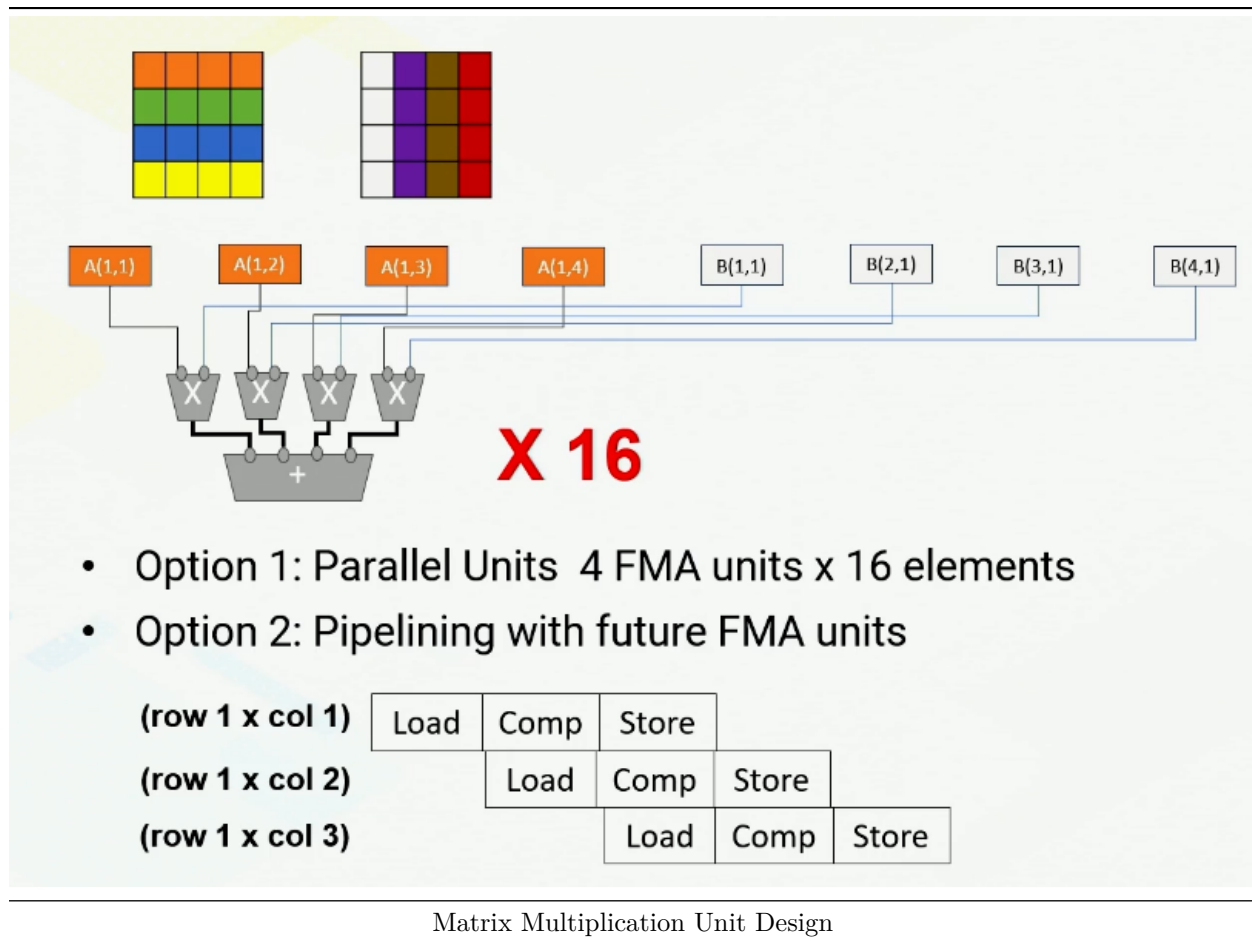 A(1,1) A(1,2) A(1,3) A(1,4) B(1,1) B(2,1) B(3,1) B(4,1)
X X X X
+
X 16
• Option 1: Parallel Units 4 FMA units x 16 elements
• Option 2: Pipelining with future FMA units
(row 1 x col 1) Load Comp Store
(row 1 x col 2) Load Comp Store
(row 1 x col 3) Load Comp Store
Matrix Multiplication Unit Design